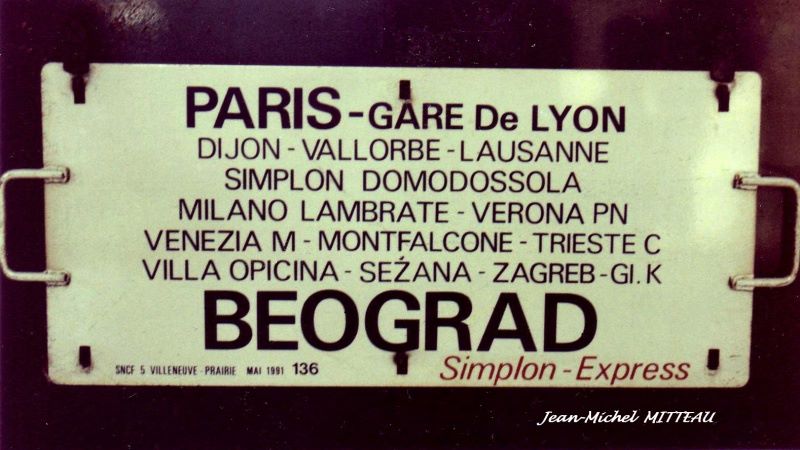 PARIS-GARE De LYON
DIJON - VALLORBE - LAUSANNE
SIMPLON DOMODOSSOLA
MILANO LAMBRATE - VERONA PN
VENEZIA M - MONTFALCONE - TRIESTE C
VILLA OPICINA - SEŹANA - ZAGREB - GI. K
BEOGRAD
SNCF 5 VILLENEUVE - PRAIRIE MAI 1991 136
Simplon - Express
Jean-Michel MITTEAU